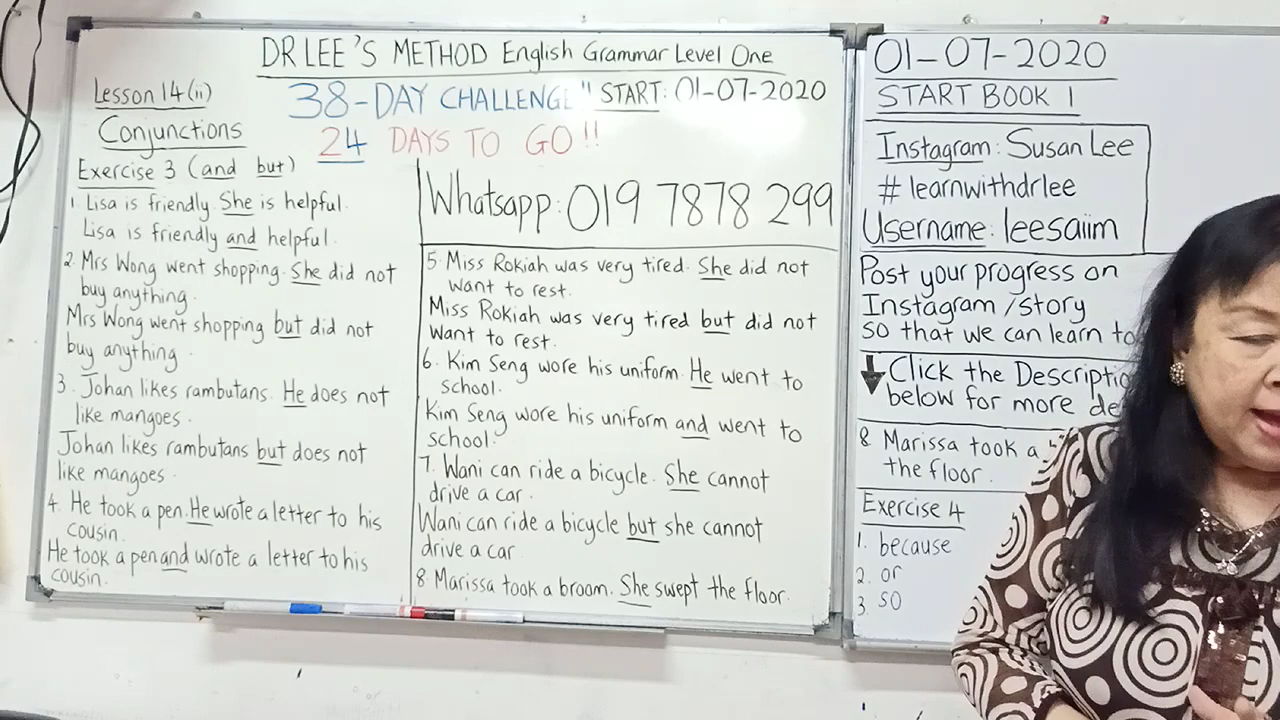 DR LEE'S METHOD English Grammar Level One
Lesson 14(ii)
38-DAY CHALLENGE" START: 01-07-2020
Conjunctions
24 DAYS TO GO!!
Exercise 3 (and but)
1. Lisa is friendly. She is helpful.
Lisa is friendly and helpful.
2. Mrs Wong went shopping. She did not
buy anything.
Mrs Wong went shopping but did not
buy anything.
3. Johan likes rambutans. He does not
like mangoes.
Johan likes rambutans but does not
like mangoes.
4. He took a pen. He wrote a letter to his
cousin.
He took a pen and wrote a letter to his
cousin.
Whatsapp: 019 7878 299
5. Miss Rokiah was very tired. She did not
want to rest.
Miss Rokiah was very tired but did not
want to rest.
6. Kim Seng wore his uniform. He went to
school.
Kim Seng wore his uniform and went to
school.
7. Wani can ride a bicycle. She cannot
drive a car.
Wani can ride a bicycle but she cannot
drive a car
8. Marissa took a broom. She swept the floor.
01-07-2020
START BOOK 1
Instagram: Susan Lee
#learnwithdrlee
Username: leesaiim
Post your progress on
Instagram/story
so that we can learn to
Click the Descriptio
below for more de
8. Marissa took a
the floor.
Exercise 4
1. because
2. or
3. so